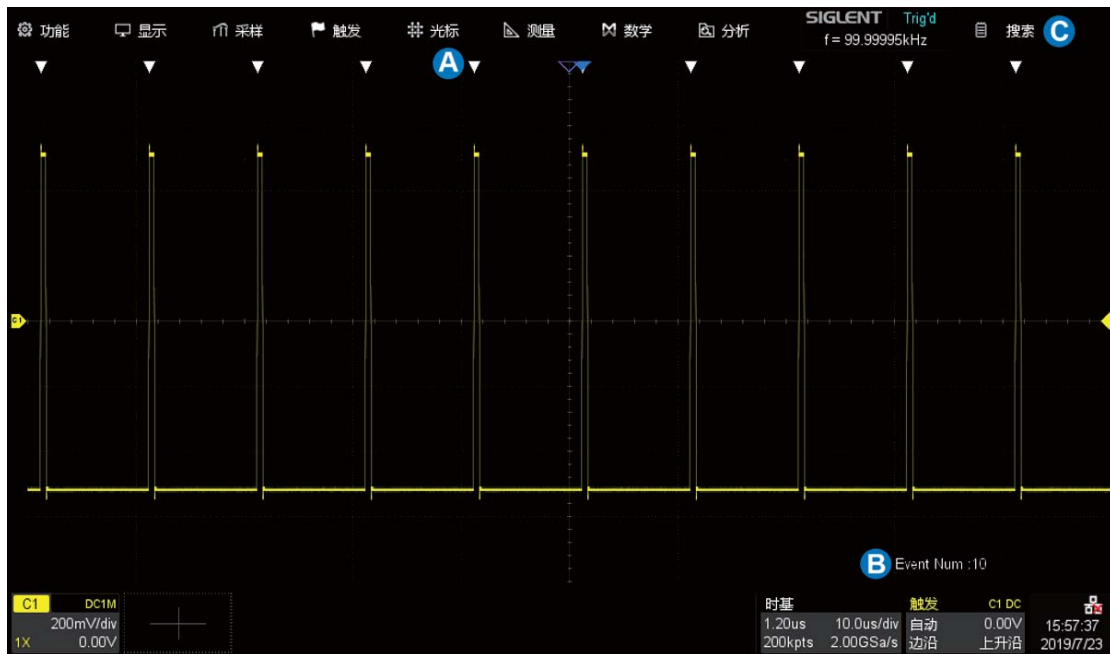 功能 显示 采样 触发 光标 测量 数学 分析 SIGLENT Trig'd 搜索 C
f = 99.99995kHz
A
C1
B Event Num :10
C1 DC1M
200mV/div
1X 0.00V
时基
1.20us 10.0us/div
200kpts 2.00GSa/s
触发 C1 DC
自动 0.00V
边沿 上升沿
15:57:37
2019/7/23